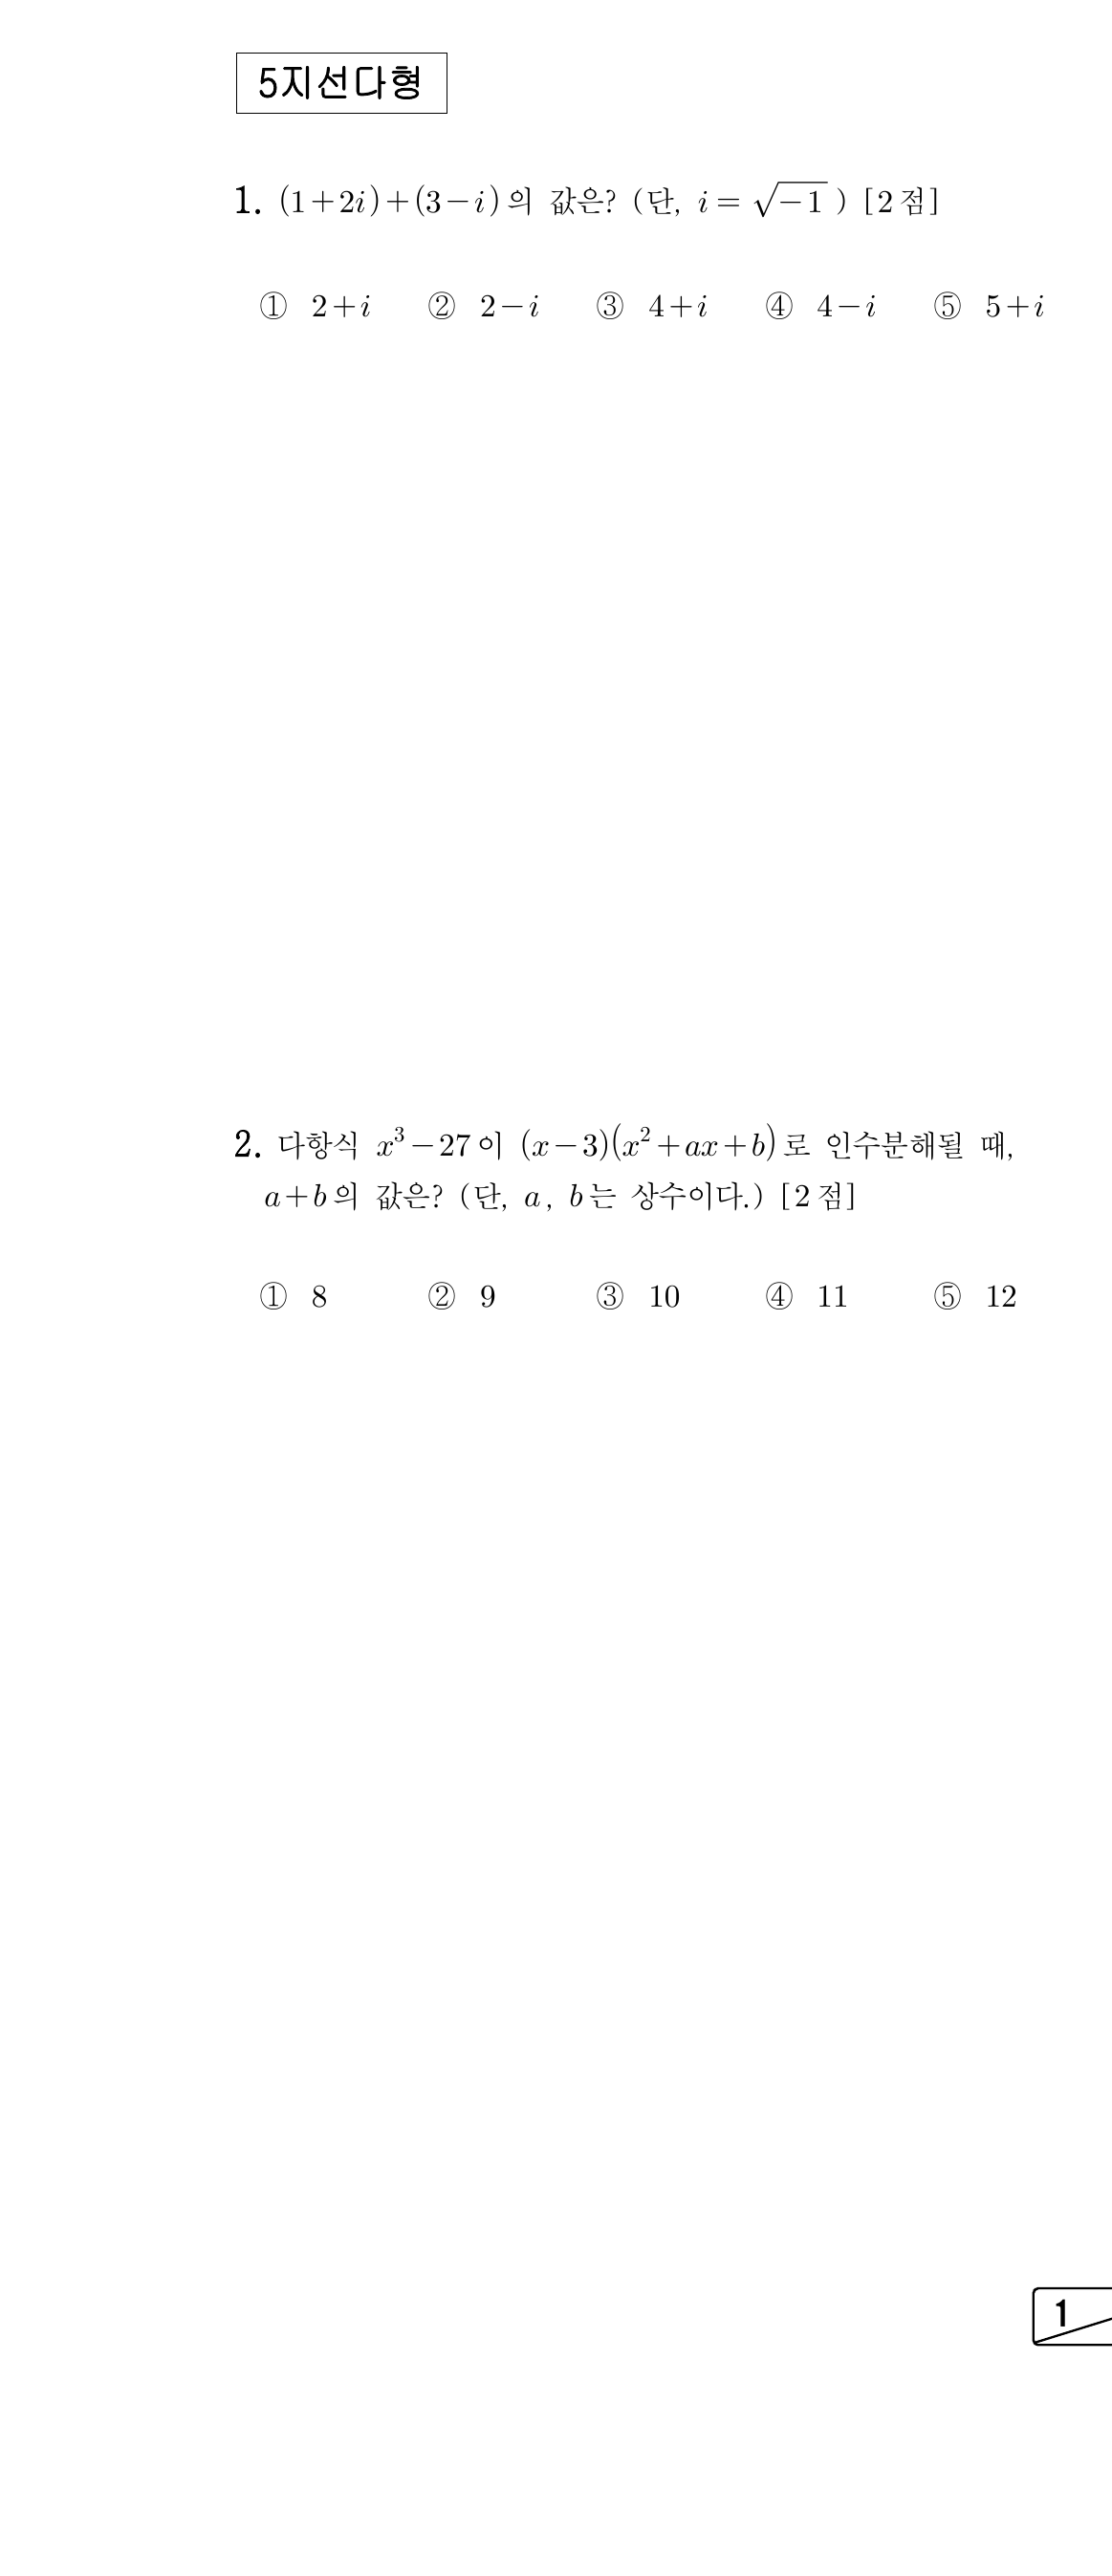 5지선다형
1. (1+2i)+(3-i)의 값은? (단, i=√-1 ) [2점]
① 2+i ② 2-i ③ 4+i ④ 4-i ⑤ 5+i
2. 다항식 x³-27이 (x-3)(x²+ax+b)로 인수분해될 때,
a+b의 값은? (단, a, b는 상수이다.) [2점]
① 8 ② 9 ③ 10 ④ 11 ⑤ 12
1